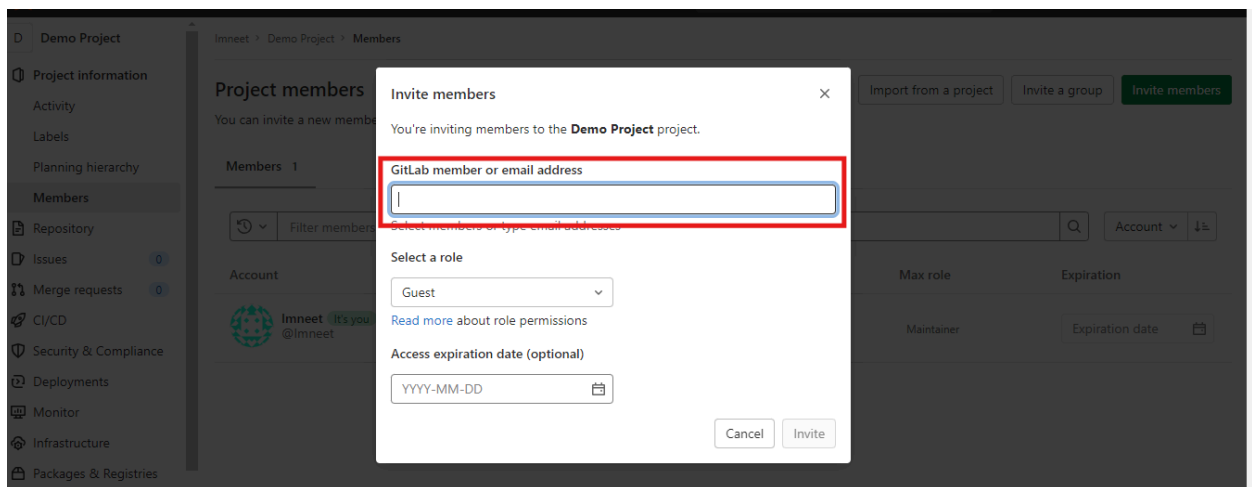 D Demo Project
Imneet > Demo Project > Members
Project information
Activity
Labels
Planning hierarchy
Members
Repository
Issues 0
Merge requests 0
CI/CD
Security & Compliance
Deployments
Monitor
Infrastructure
Packages & Registries
Project members
Import from a project
Invite a group
Invite members
You can invite a new membe
Members 1
Filter members
Account
Account
Max role
Expiration
Imneet It's you
@Imneet
Maintainer
Expiration date
Invite members
You're inviting members to the Demo Project project.
GitLab member or email address
Select members or type email addresses
Select a role
Guest
Read more about role permissions
Access expiration date (optional)
YYYY-MM-DD
Cancel
Invite